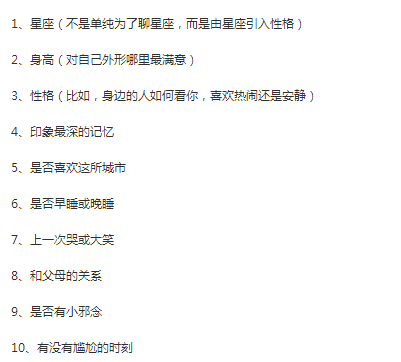 1、星座（不是单纯为了聊星座，而是由星座引入性格）
2、身高（对自己外形哪里最满意）
3、性格（比如，身边的人如何看你，喜欢热闹还是安静）
4、印象最深的记忆
5、是否喜欢这所城市
6、是否早睡或晚睡
7、上一次哭或大笑
8、和父母的关系
9、是否有小邪念
10、有没有尴尬的时刻